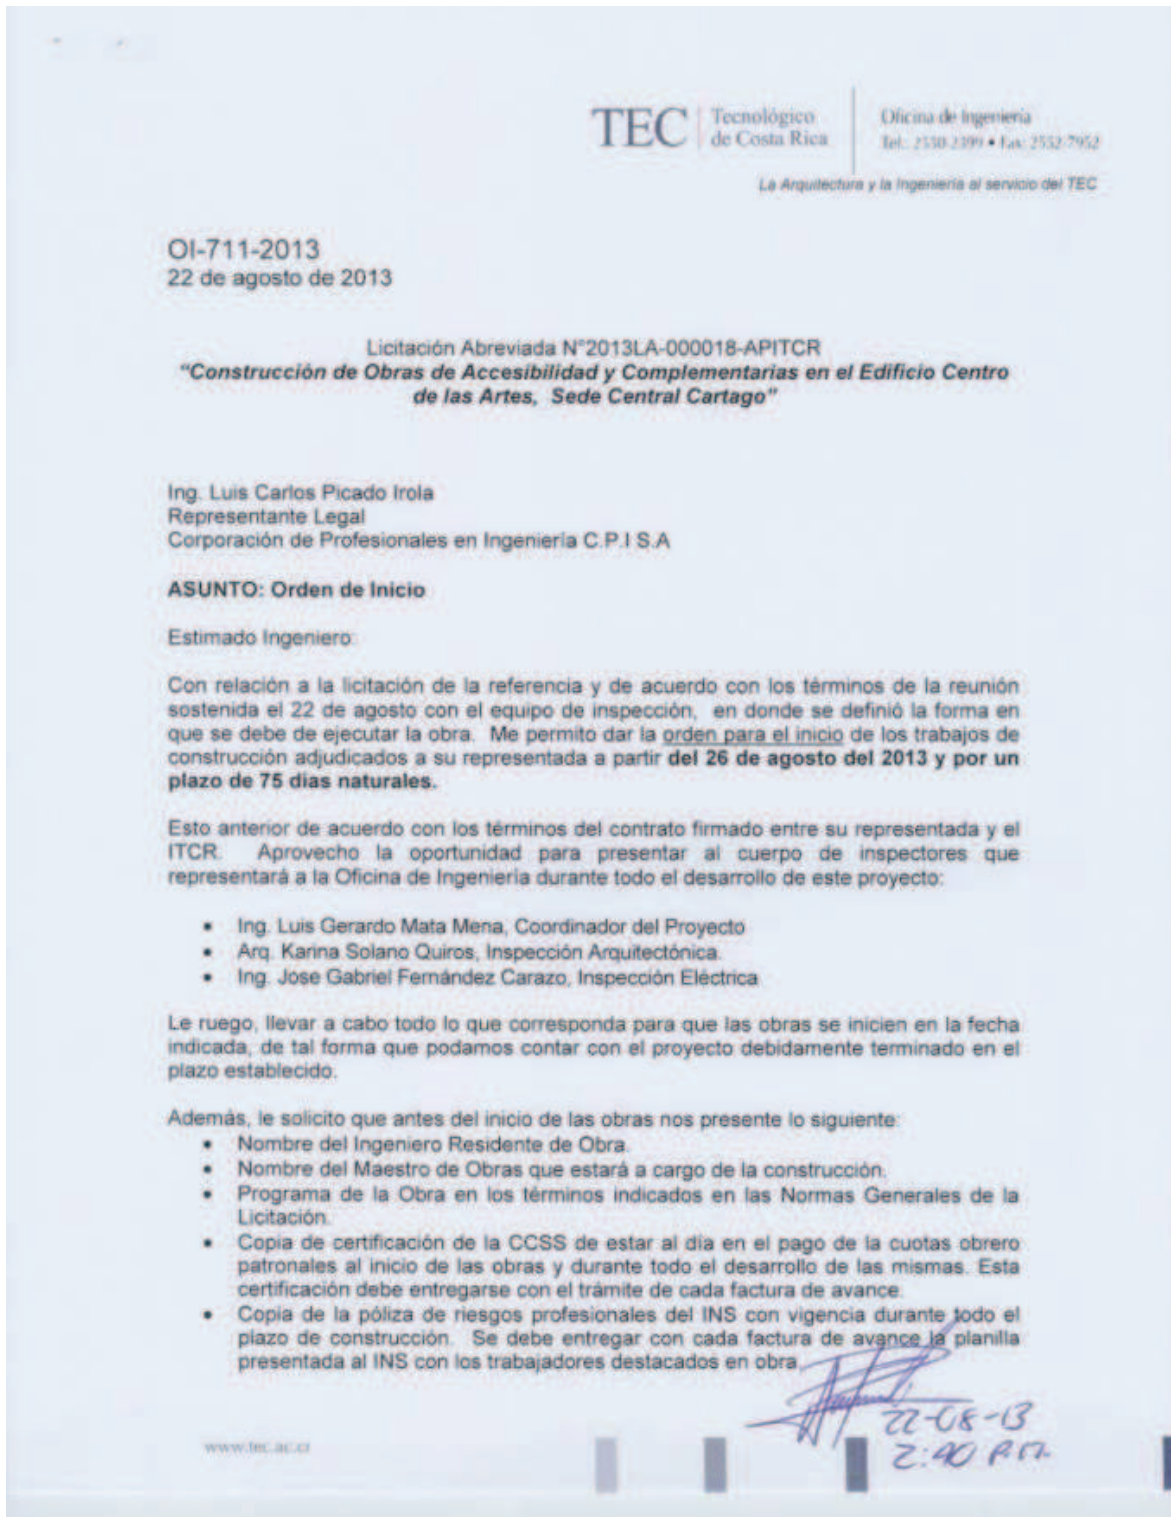 TEC Tecnológico
de Costa Rica
Oficina de Ingeniería
Tel.: 2550-2399 • Fax: 2552-7952
La Arquitectura y la Ingeniería al servicio del TEC
OI-711-2013
22 de agosto de 2013
Licitación Abreviada N°2013LA-000018-APITCR
"Construcción de Obras de Accesibilidad y Complementarias en el Edificio Centro
de las Artes, Sede Central Cartago"
Ing. Luis Carlos Picado Irola
Representante Legal
Corporación de Profesionales en Ingeniería C.P.I S.A
ASUNTO: Orden de Inicio
Estimado Ingeniero:
Con relación a la licitación de la referencia y de acuerdo con los términos de la reunión
sostenida el 22 de agosto con el equipo de inspección, en donde se definió la forma en
que se debe de ejecutar la obra. Me permito dar la orden para el inicio de los trabajos de
construcción adjudicados a su representada a partir del 26 de agosto del 2013 y por un
plazo de 75 dias naturales.
Esto anterior de acuerdo con los términos del contrato firmado entre su representada y el
ITCR. Aprovecho la oportunidad para presentar al cuerpo de inspectores que
representará a la Oficina de Ingeniería durante todo el desarrollo de este proyecto:
• Ing. Luis Gerardo Mata Mena, Coordinador del Proyecto
• Arq. Karina Solano Quiros, Inspección Arquitectónica.
• Ing. Jose Gabriel Fernández Carazo, Inspección Eléctrica
Le ruego, llevar a cabo todo lo que corresponda para que las obras se inicien en la fecha
indicada, de tal forma que podamos contar con el proyecto debidamente terminado en el
plazo establecido.
Además, le solicito que antes del inicio de las obras nos presente lo siguiente:
• Nombre del Ingeniero Residente de Obra.
• Nombre del Maestro de Obras que estará a cargo de la construcción.
• Programa de la Obra en los términos indicados en las Normas Generales de la
Licitación.
• Copia de certificación de la CCSS de estar al día en el pago de la cuotas obrero
patronales al inicio de las obras y durante todo el desarrollo de las mismas. Esta
certificación debe entregarse con el trámite de cada factura de avance.
• Copia de la póliza de riesgos profesionales del INS con vigencia durante todo el
plazo de construcción. Se debe entregar con cada factura de avance la planilla
presentada al INS con los trabajadores destacados en obra.
22-08-13
2:40 P.M.
www.tec.ac.cr